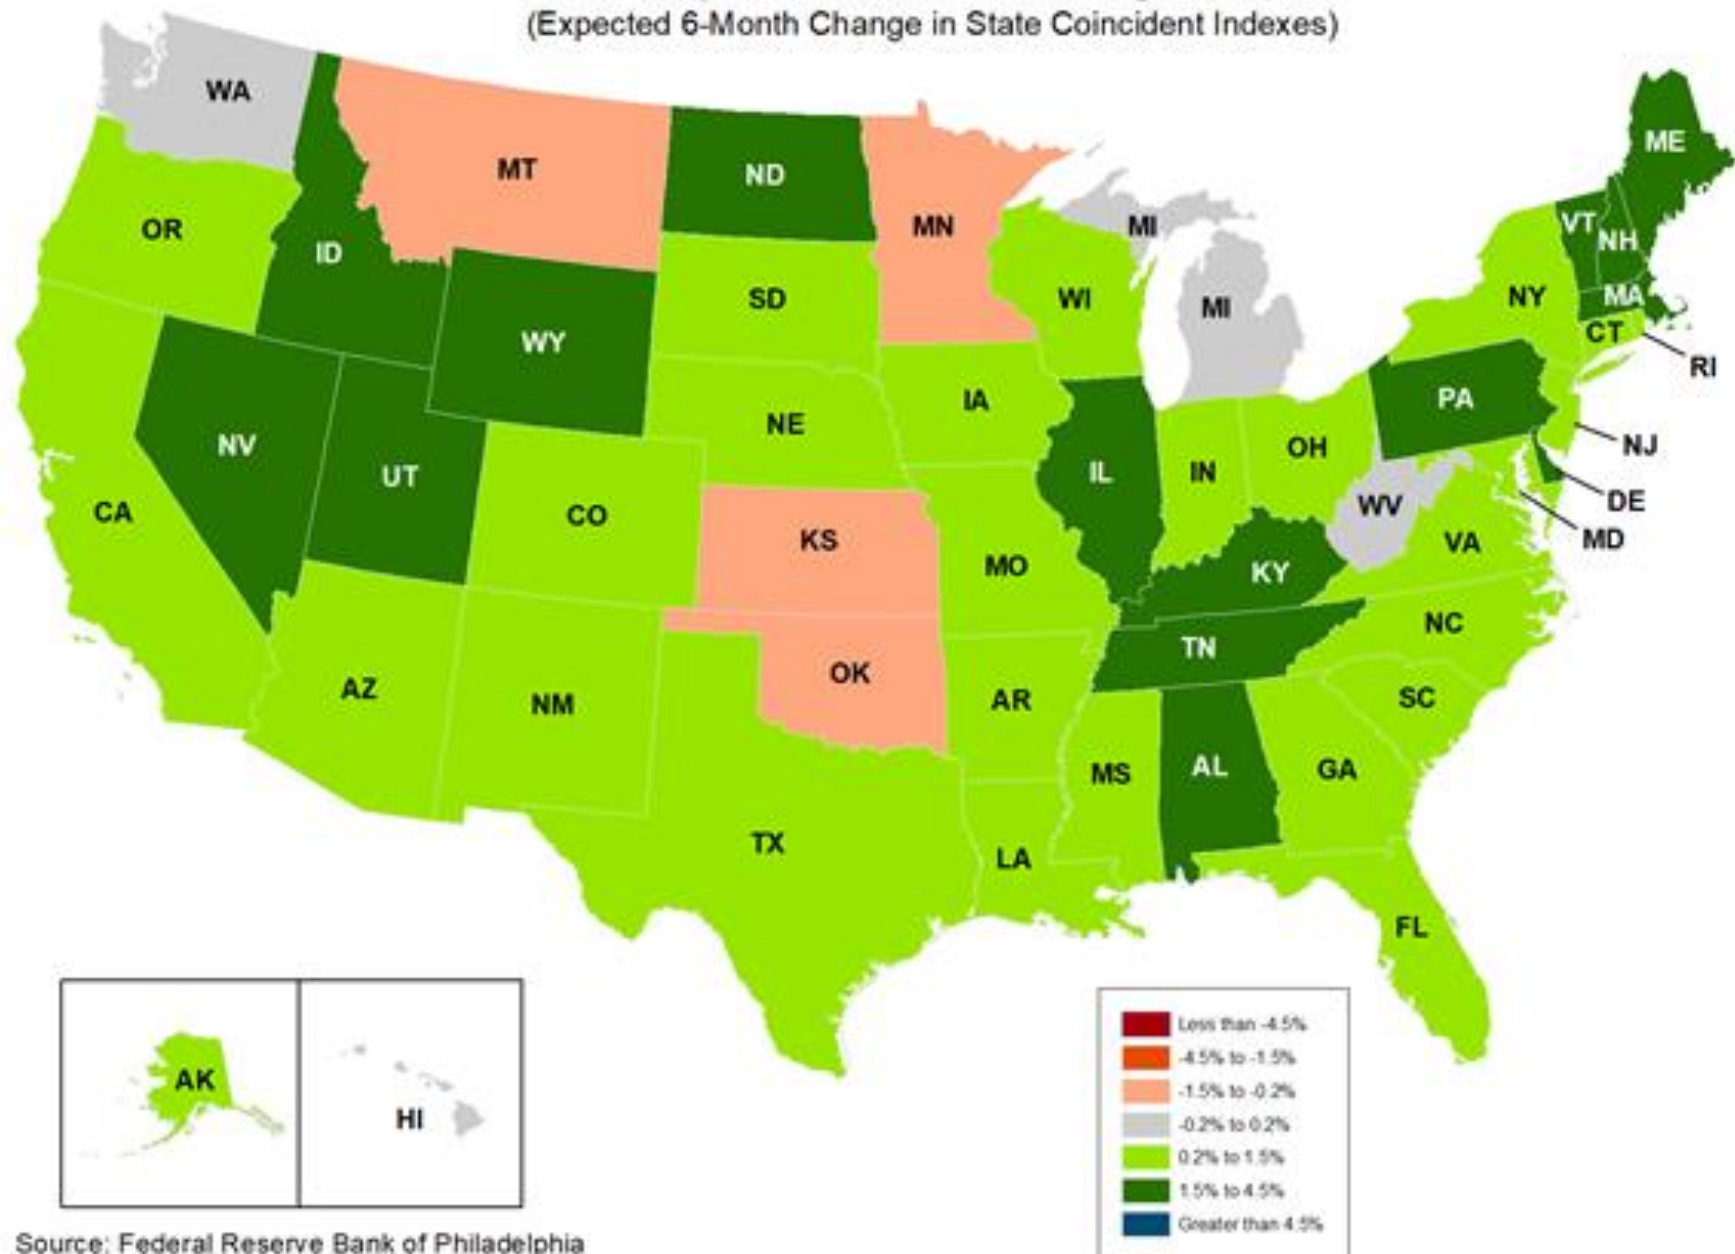 (Expected 6-Month Change in State Coincident Indexes)
WA
ME
MT
ND
VT
MN
MI
OR
NH
ID
SD
WI
MI
NY
MA
CT
WY
RI
IA
PA
NE
NV
OH
NJ
UT
IL
IN
CA
CO
WV
DE
KS
VA
MD
MO
KY
NC
TN
OK
AZ
NM
AR
SC
MS
AL
GA
TX
LA
FL
AK
HI
Less than -4.5%
-4.5% to -1.5%
-1.5% to -0.2%
-0.2% to 0.2%
0.2% to 1.5%
1.5% to 4.5%
Greater than 4.5%
Source: Federal Reserve Bank of Philadelphia